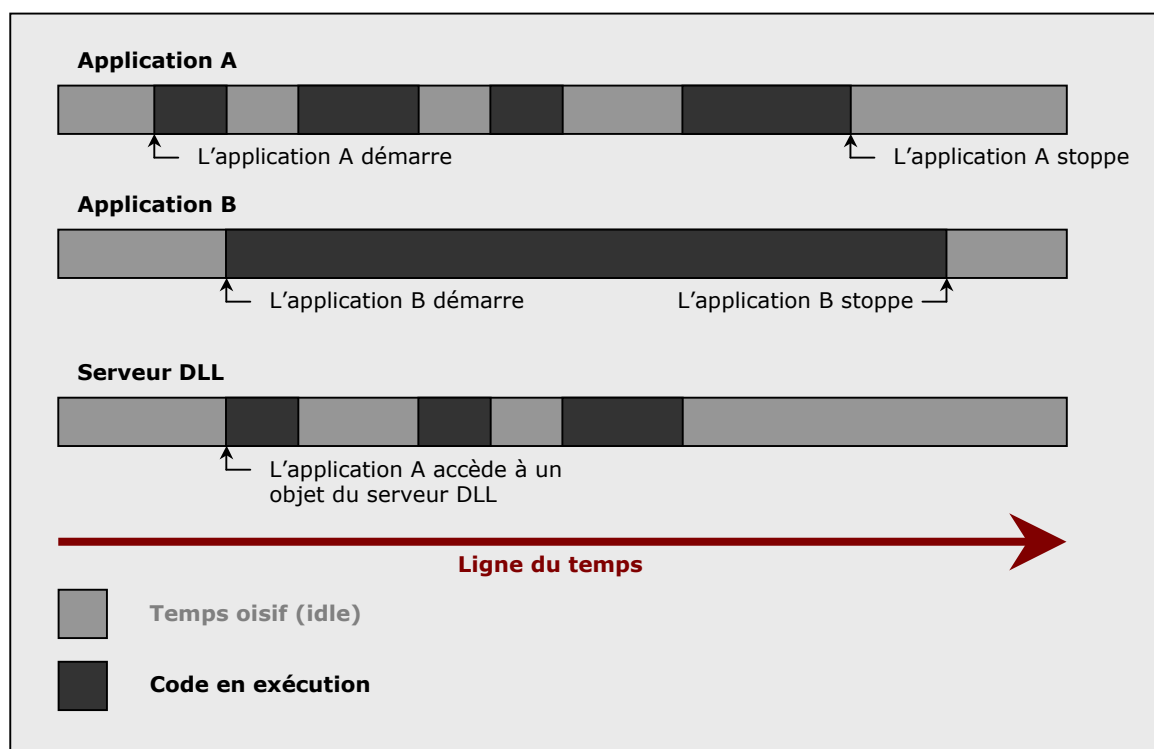 Application A
L’application A démarre
L’application A stoppe
Application B
L’application B démarre
L’application B stoppe
Serveur DLL
L’application A accède à un
objet du serveur DLL
Ligne du temps
Temps oisif (idle)
Code en exécution